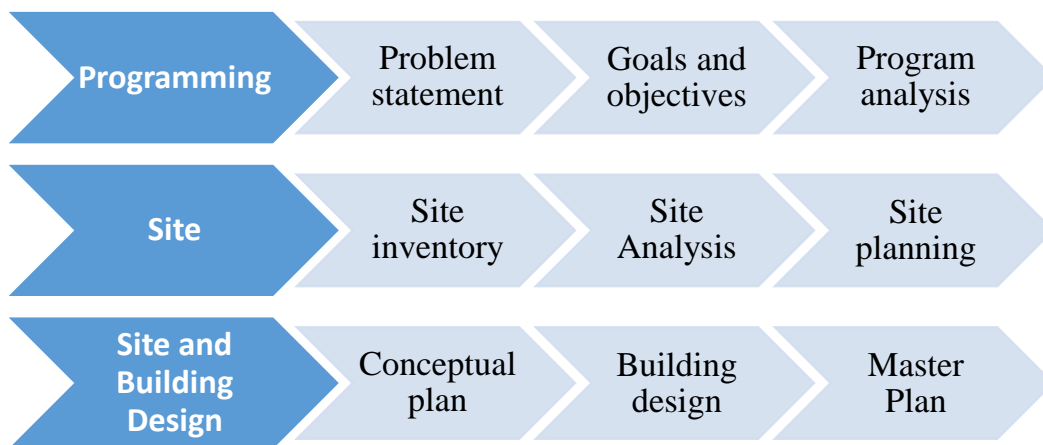 Programming
Problem
statement
Goals and
objectives
Program
analysis
Site
Site
inventory
Site
Analysis
Site
planning
Site and
Building
Design
Conceptual
plan
Building
design
Master
Plan